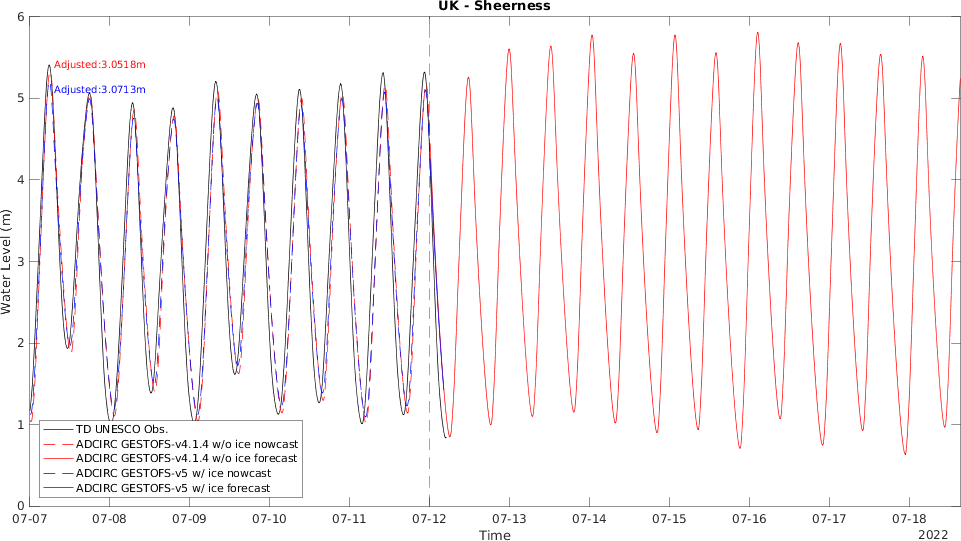 UK - Sheerness
6
5
4
3
2
1
0
Water Level (m)
Adjusted:3.0518m
Adjusted:3.0713m
TD UNESCO Obs.
ADCIRC GESTOFS-v4.1.4 w/o ice nowcast
ADCIRC GESTOFS-v4.1.4 w/o ice forecast
ADCIRC GESTOFS-v5 w/ ice nowcast
ADCIRC GESTOFS-v5 w/ ice forecast
07-07 07-08 07-09 07-10 07-11 07-12 07-13 07-14 07-15 07-16 07-17 07-18
Time
2022